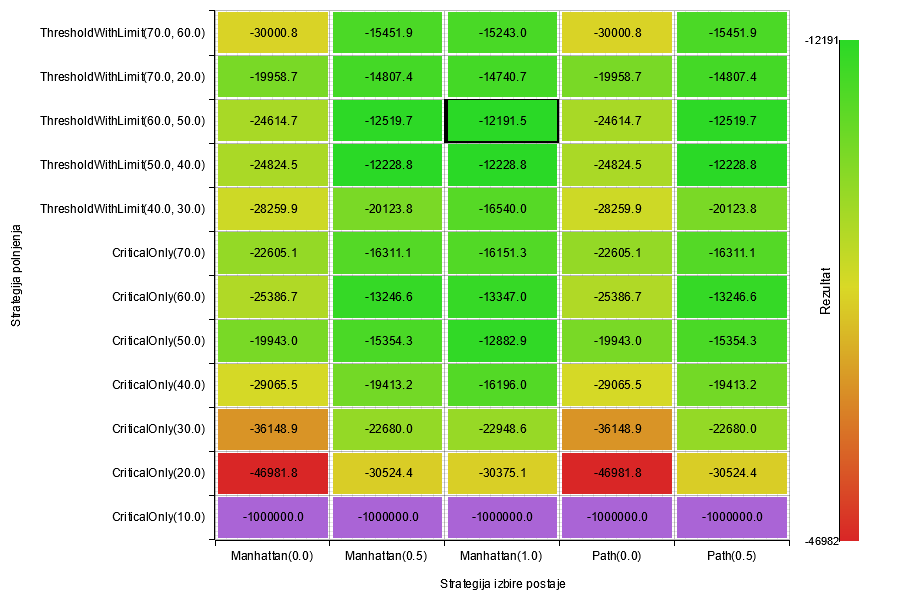 ThresholdWithLimit(70.0, 60.0) -30000.8 -15451.9 -15243.0 -30000.8 -15451.9
ThresholdWithLimit(70.0, 20.0) -19958.7 -14807.4 -14740.7 -19958.7 -14807.4
ThresholdWithLimit(60.0, 50.0) -24614.7 -12519.7 -12191.5 -24614.7 -12519.7
ThresholdWithLimit(50.0, 40.0) -24824.5 -12228.8 -12228.8 -24824.5 -12228.8
ThresholdWithLimit(40.0, 30.0) -28259.9 -20123.8 -16540.0 -28259.9 -20123.8
CriticalOnly(70.0) -22605.1 -16311.1 -16151.3 -22605.1 -16311.1
CriticalOnly(60.0) -25386.7 -13246.6 -13347.0 -25386.7 -13246.6
CriticalOnly(50.0) -19943.0 -15354.3 -12882.9 -19943.0 -15354.3
CriticalOnly(40.0) -29065.5 -19413.2 -16196.0 -29065.5 -19413.2
CriticalOnly(30.0) -36148.9 -22680.0 -22948.6 -36148.9 -22680.0
CriticalOnly(20.0) -46981.8 -30524.4 -30375.1 -46981.8 -30524.4
CriticalOnly(10.0) -1000000.0 -1000000.0 -1000000.0 -1000000.0 -1000000.0
Manhattan(0.0) Manhattan(0.5) Manhattan(1.0) Path(0.0) Path(0.5)
Strategija izbire postaje
Strategija polnjenja
-12191
Rezultat
-46982